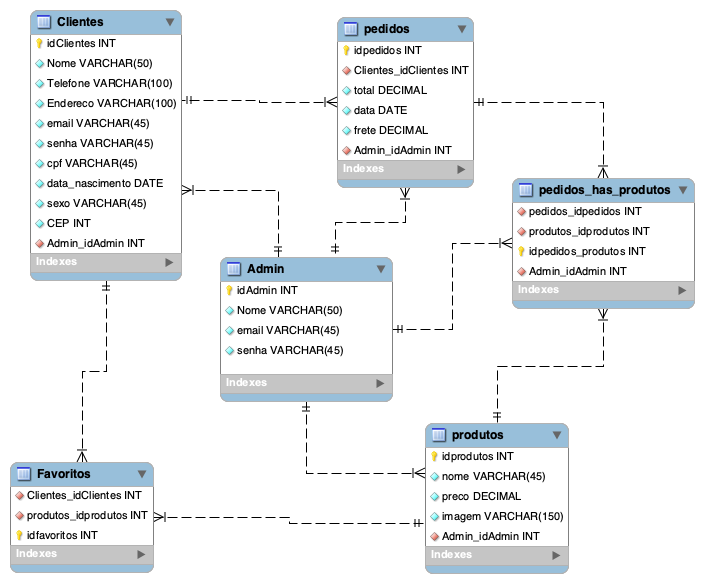 Clientes
idClientes INT
Nome VARCHAR(50)
Telefone VARCHAR(100)
Endereco VARCHAR(100)
email VARCHAR(45)
senha VARCHAR(45)
cpf VARCHAR(45)
data_nascimento DATE
sexo VARCHAR(45)
CEP INT
Admin_idAdmin INT
Indexes
pedidos
idpedidos INT
Clientes_idClientes INT
total DECIMAL
data DATE
frete DECIMAL
Admin_idAdmin INT
Indexes
pedidos_has_produtos
pedidos_idpedidos INT
produtos_idprodutos INT
idpedidos_produtos INT
Admin_idAdmin INT
Indexes
Admin
idAdmin INT
Nome VARCHAR(50)
email VARCHAR(45)
senha VARCHAR(45)
Indexes
produtos
idprodutos INT
nome VARCHAR(45)
preco DECIMAL
imagem VARCHAR(150)
Admin_idAdmin INT
Indexes
Favoritos
Clientes_idClientes INT
produtos_idprodutos INT
idfavoritos INT
Indexes